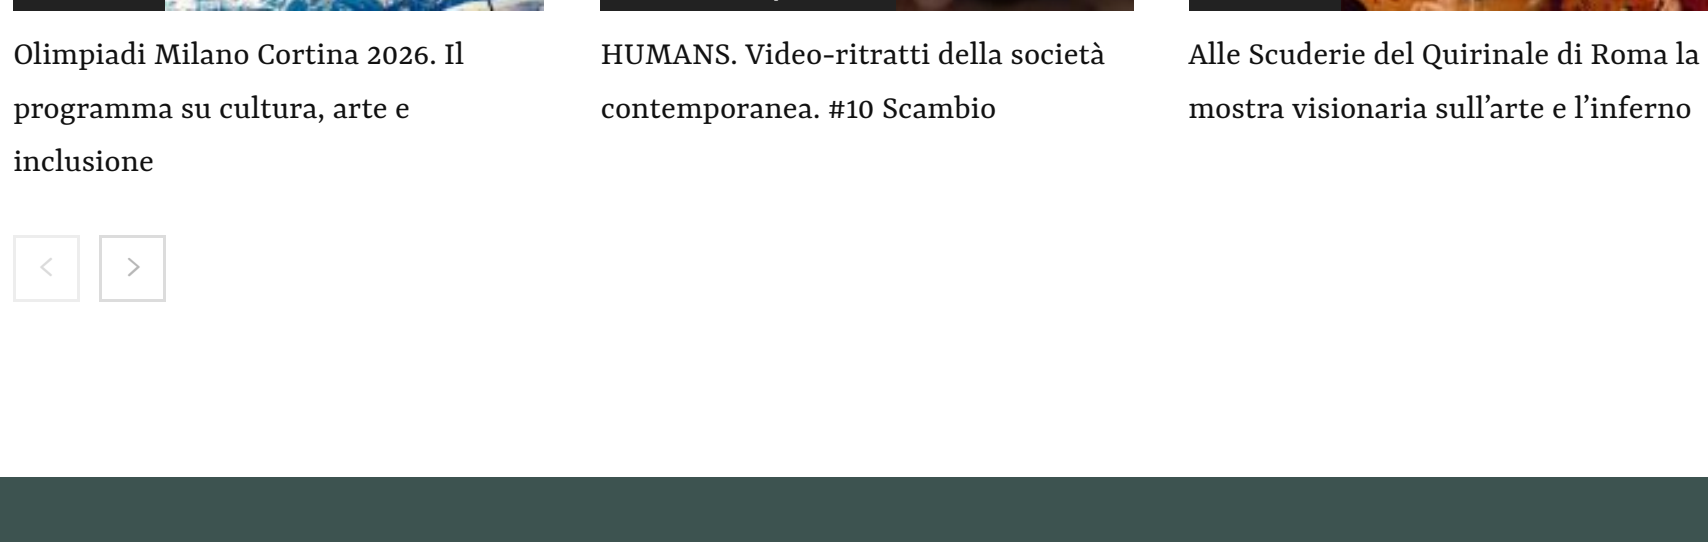 Olimpiadi Milano Cortina 2026. Il
programma su cultura, arte e
inclusione
HUMANS. Video-ritratti della società
contemporanea. #10 Scambio
Alle Scuderie del Quirinale di Roma la
mostra visionaria sull’arte e l’inferno